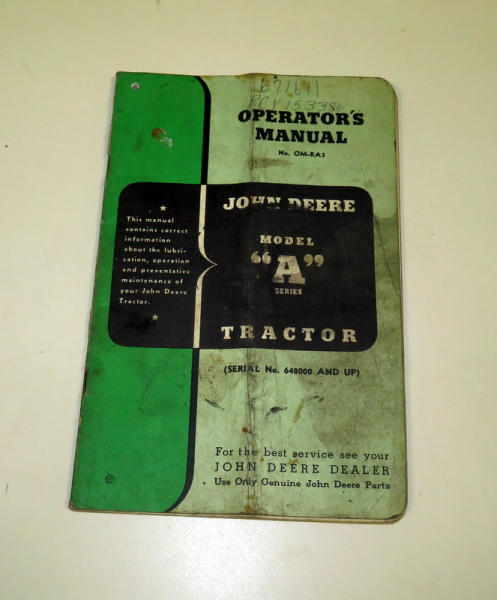 671611
OPERATOR'S
MANUAL
No. OM-RA3
This manual
contains correct
information
about the lubri-
cation, operation
and preventative
maintenance of
your John Deere
Tractor.
JOHN DEERE
MODEL
"A"
SERIES
TRACTOR
(SERIAL No. 648000 AND UP)
For the best service see your
JOHN DEERE DEALER
Use Only Genuine John Deere Parts